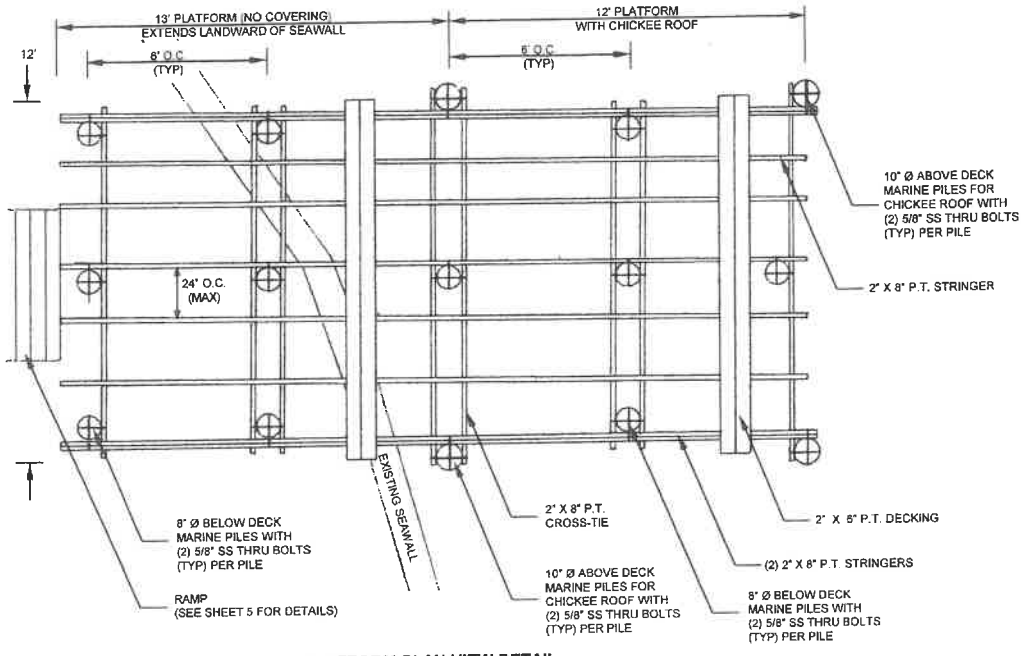 13' PLATFORM (NO COVERING)
EXTENDS LANDWARD OF SEAWALL
12' PLATFORM
WITH CHICKEE ROOF
12'
8' O.C
(TYP)
6' O.C
(TYP)
10" Ø ABOVE DECK
MARINE PILES FOR
CHICKEE ROOF WITH
(2) 5/8" SS THRU BOLTS
(TYP) PER PILE
2" X 8" P.T. STRINGER
24" O.C.
(MAX)
EXISTING SEAWALL
2" X 8" P.T.
CROSS-TIE
2" X 6" P.T. DECKING
8" Ø BELOW DECK
MARINE PILES WITH
(2) 5/8" SS THRU BOLTS
(TYP) PER PILE
(2) 2" X 8" P.T. STRINGERS
10" Ø ABOVE DECK
MARINE PILES FOR
CHICKEE ROOF WITH
(2) 5/8" SS THRU BOLTS
(TYP) PER PILE
8" Ø BELOW DECK
MARINE PILES WITH
(2) 5/8" SS THRU BOLTS
(TYP) PER PILE
RAMP
(SEE SHEET 5 FOR DETAILS)